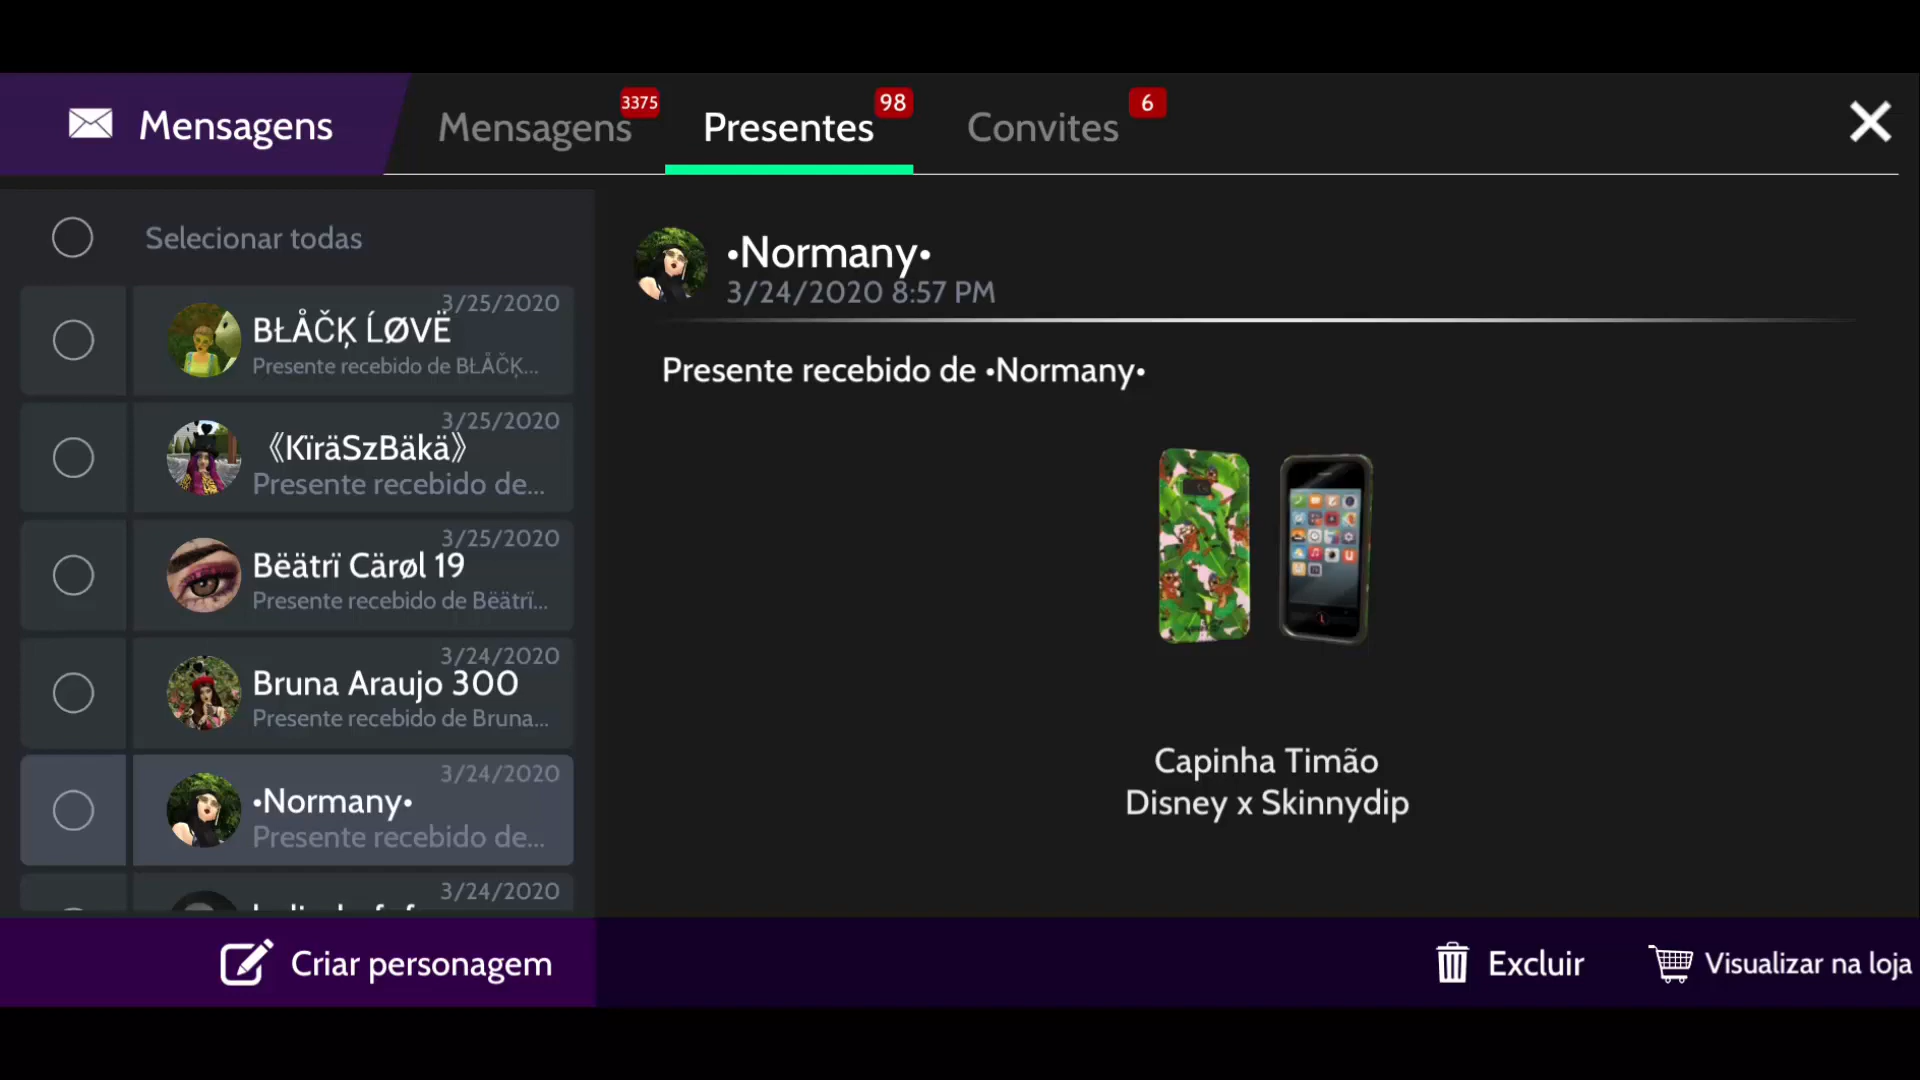 Mensagens
Mensagens 3375 Presentes 98 Convites 6
Selecionar todas
3/25/2020
BŁÅČĶ ĹØVË
Presente recebido de BŁÅČĶ...
3/25/2020
《KïräSzBäkä》
Presente recebido de...
3/25/2020
Bëätrï Cärøl 19
Presente recebido de Bëätrï...
3/24/2020
Bruna Araujo 300
Presente recebido de Bruna...
3/24/2020
•Normany•
Presente recebido de...
3/24/2020
Criar personagem
•Normany•
3/24/2020 8:57 PM
Presente recebido de •Normany•
Capinha Timão
Disney x Skinnydip
Excluir
Visualizar na loja